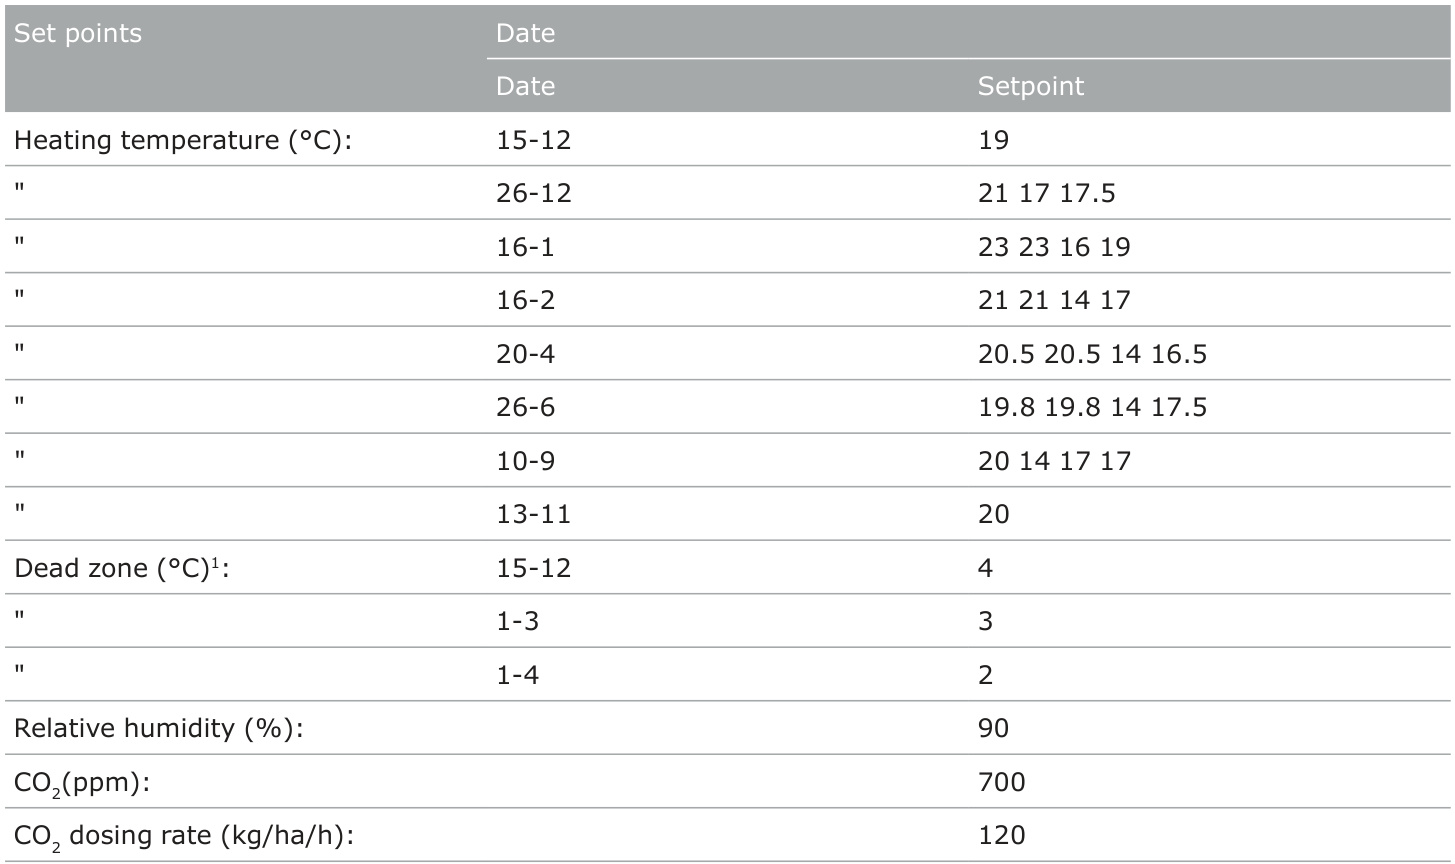 Set points Date
Date Setpoint
Heating temperature (°C): 15-12 19
" 26-12 21 17 17.5
" 16-1 23 23 16 19
" 16-2 21 21 14 17
" 20-4 20.5 20.5 14 16.5
" 26-6 19.8 19.8 14 17.5
" 10-9 20 14 17 17
" 13-11 20
Dead zone (°C)¹: 15-12 4
" 1-3 3
" 1-4 2
Relative humidity (%): 90
CO₂(ppm): 700
CO₂ dosing rate (kg/ha/h): 120